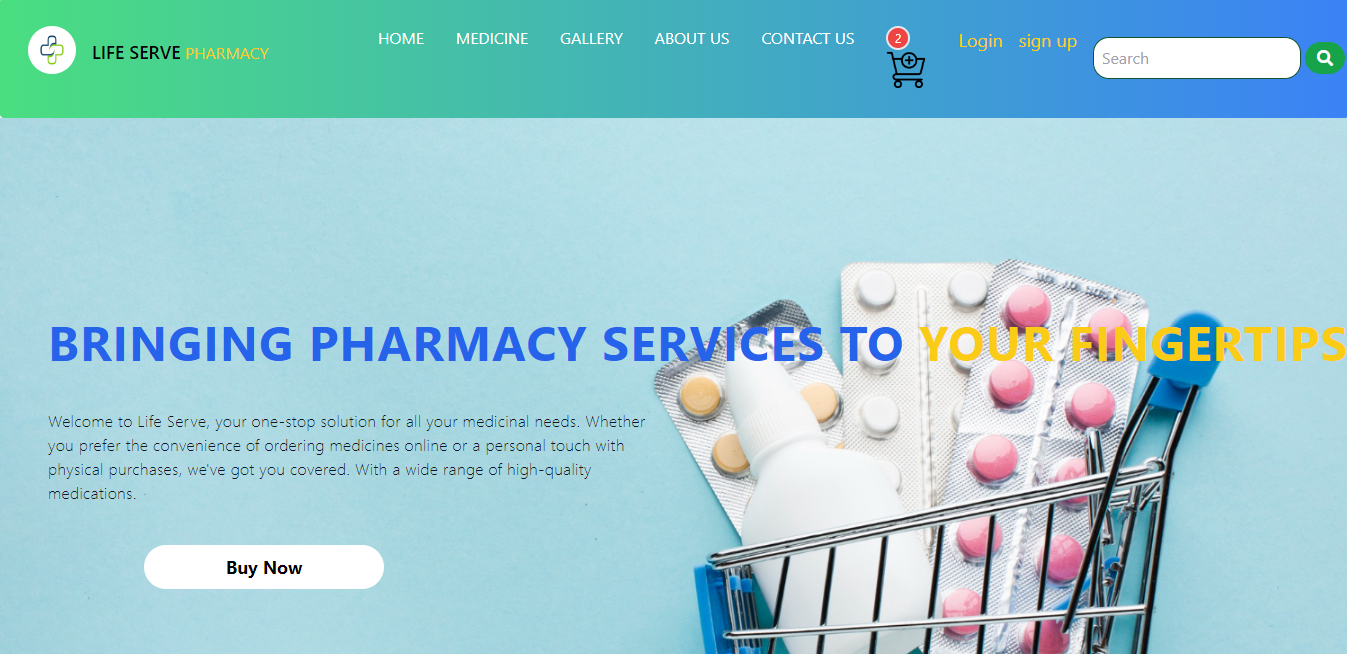 LIFE SERVE PHARMACY
HOME MEDICINE GALLERY ABOUT US CONTACT US
2
Login sign up
Search
BRINGING PHARMACY SERVICES TO YOUR FINGERTIPS
Welcome to Life Serve, your one-stop solution for all your medicinal needs. Whether
you prefer the convenience of ordering medicines online or a personal touch with
physical purchases, we've got you covered. With a wide range of high-quality
medications.
Buy Now